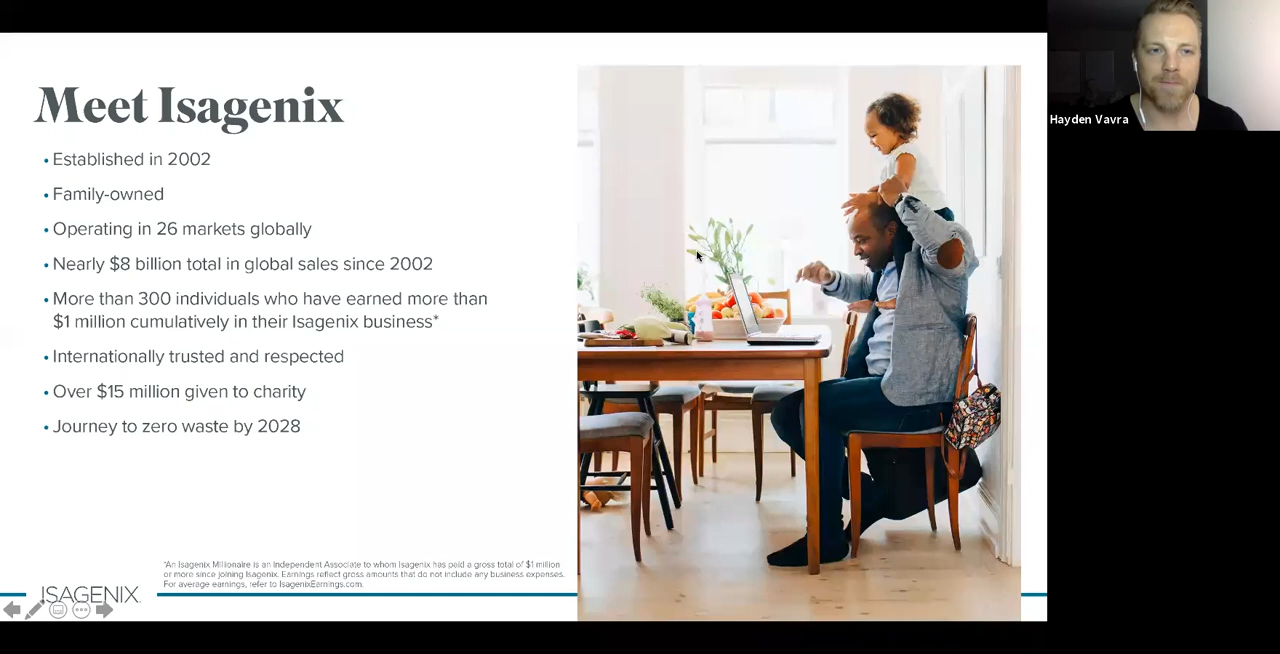 Meet Isagenix
• Established in 2002
• Family-owned
• Operating in 26 markets globally
• Nearly $8 billion total in global sales since 2002
• More than 300 individuals who have earned more than
$1 million cumulatively in their Isagenix business*
• Internationally trusted and respected
• Over $15 million given to charity
• Journey to zero waste by 2028
*An Isagenix Millionaire is an independent Associate to whom Isagenix has paid a gross total of $1 million
or more since joining Isagenix. Earnings reflect gross amounts that do not include any business expenses.
For average earnings, refer to IsagenixEarnings.com.
ISAGENIX
Hayden Vavra